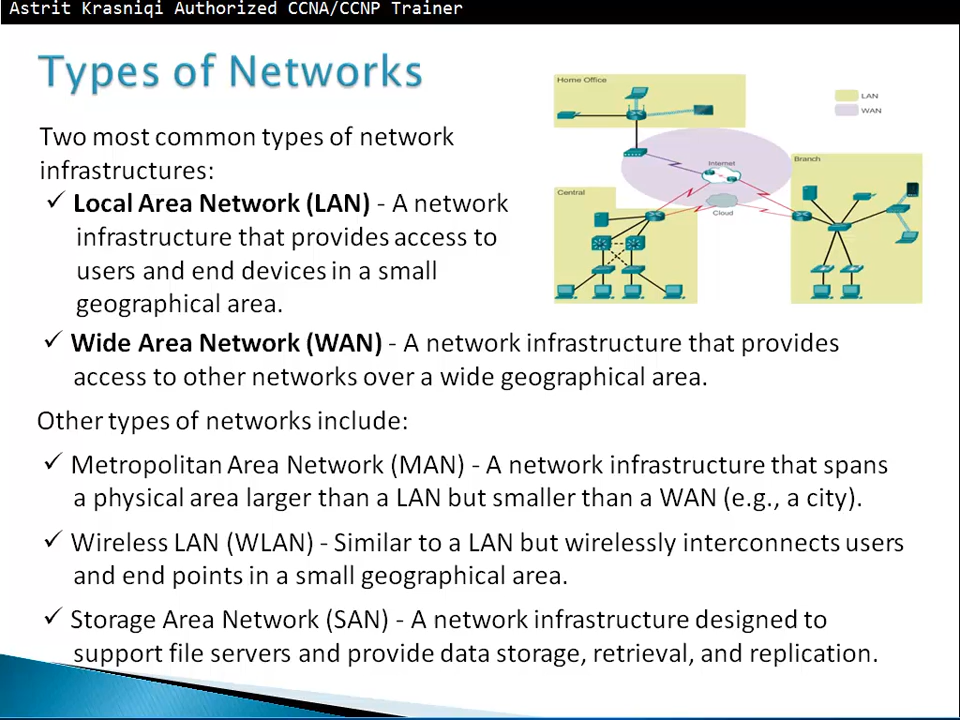 Astrit Krasniqi Authorized CCNA/CCNP Trainer
Types of Networks
Two most common types of network
infrastructures:
✓ Local Area Network (LAN) - A network
infrastructure that provides access to
users and end devices in a small
geographical area.
Home Office
LAN
WAN
Internet
Branch
Central
Cloud
✓ Wide Area Network (WAN) - A network infrastructure that provides
access to other networks over a wide geographical area.
Other types of networks include:
✓ Metropolitan Area Network (MAN) - A network infrastructure that spans
a physical area larger than a LAN but smaller than a WAN (e.g., a city).
✓ Wireless LAN (WLAN) - Similar to a LAN but wirelessly interconnects users
and end points in a small geographical area.
✓ Storage Area Network (SAN) - A network infrastructure designed to
support file servers and provide data storage, retrieval, and replication.